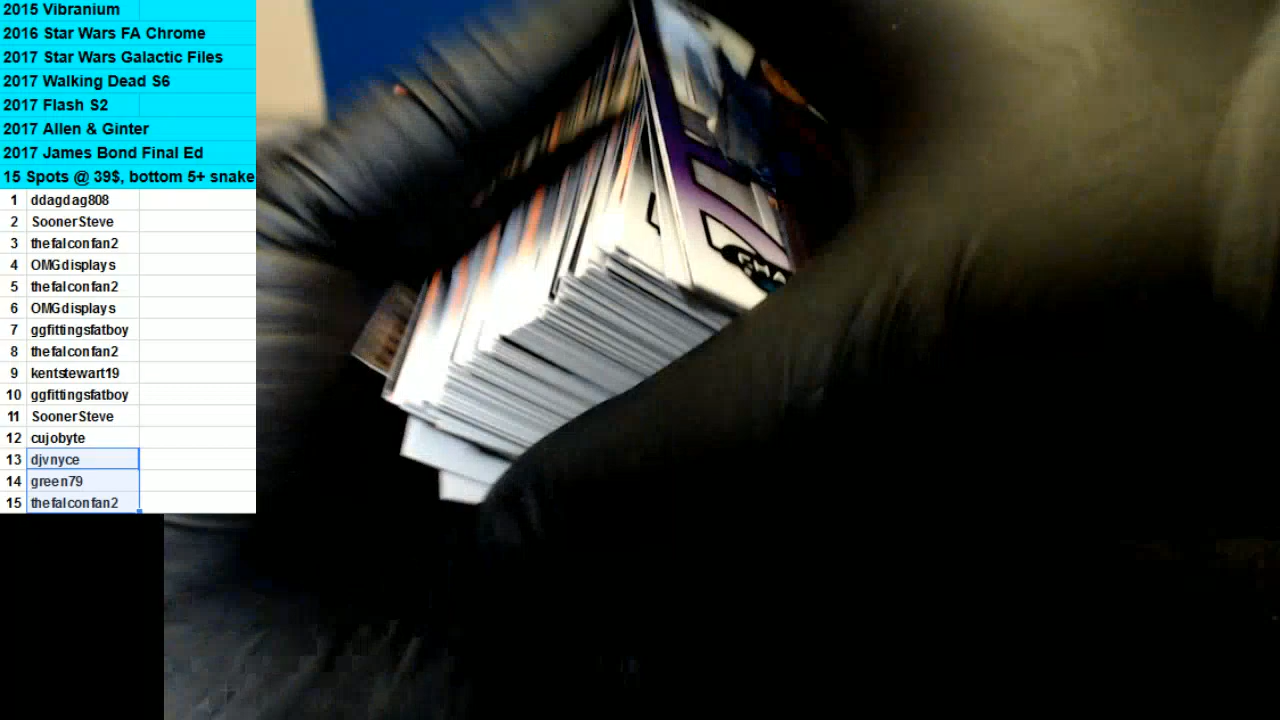 2015 Vibranium
2016 Star Wars FA Chrome
2017 Star Wars Galactic Files
2017 Walking Dead S6
2017 Flash S2
2017 Allen & Ginter
2017 James Bond Final Ed
15 Spots @ 39$, bottom 5+ snake
1 ddagdag808
2 SoonerSteve
3 thefalconfan2
4 OMGdisplays
5 thefalconfan2
6 OMGdisplays
7 ggfittingsfatboy
8 thefalconfan2
9 kentstewart19
10 ggfittingsfatboy
11 SoonerSteve
12 cujobyte
13 djvnyce
14 green79
15 thefalconfan2
CHA